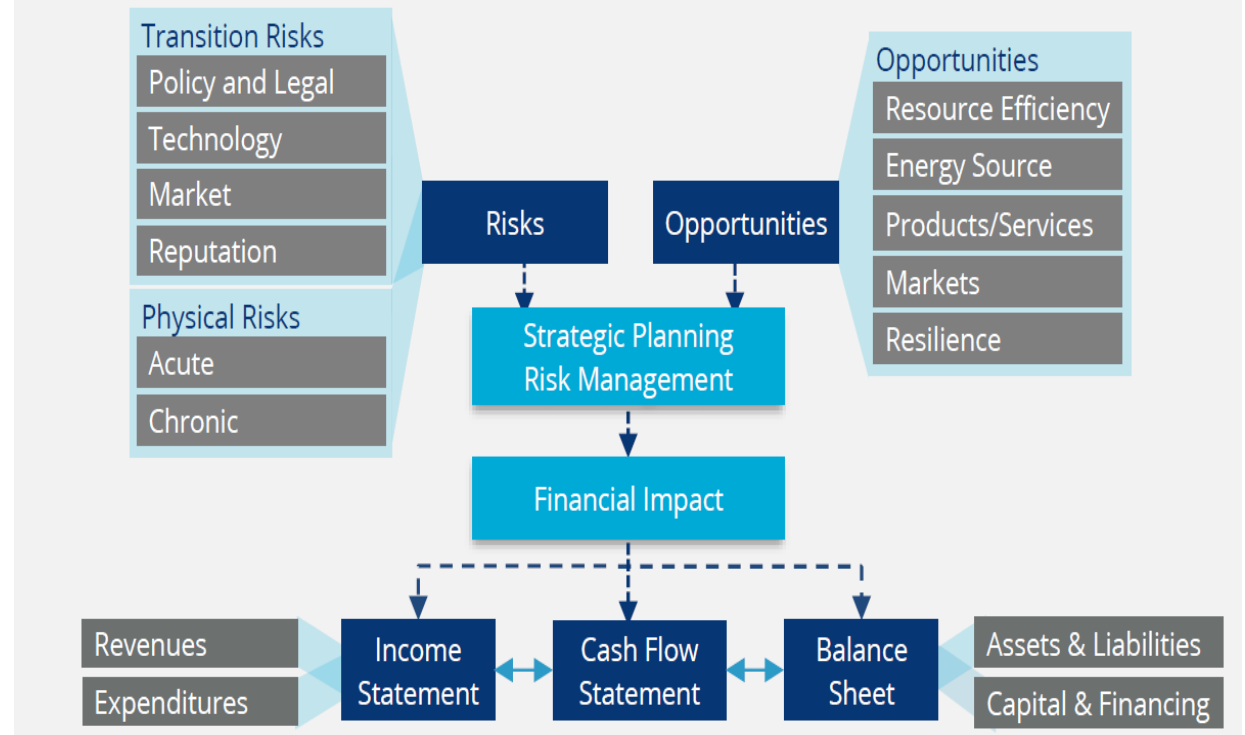 Transition Risks
Policy and Legal
Technology
Market
Reputation
Physical Risks
Acute
Chronic
Risks
Opportunities
Opportunities
Resource Efficiency
Energy Source
Products/Services
Markets
Resilience
Strategic Planning
Risk Management
Financial Impact
Revenues
Expenditures
Income
Statement
Cash Flow
Statement
Balance
Sheet
Assets & Liabilities
Capital & Financing